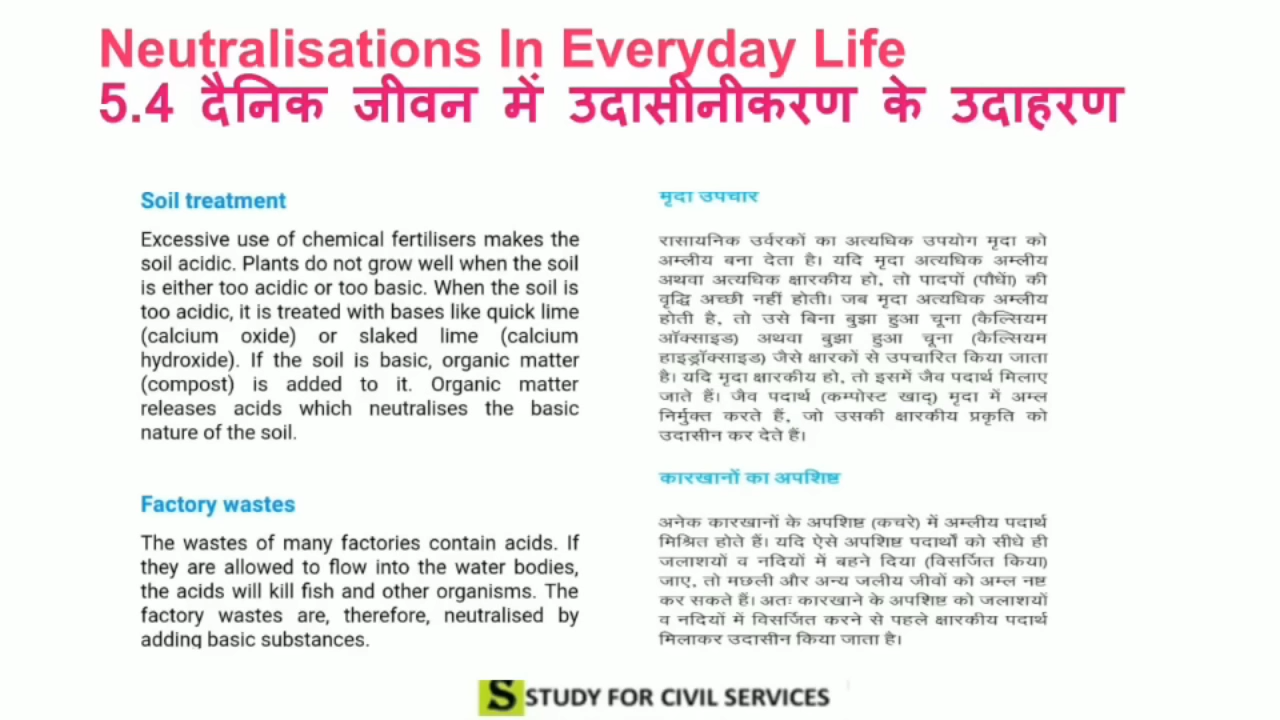 Neutralisations In Everyday Life
5.4 दैनिक जीवन में उदासीनीकरण के उदाहरण
Soil treatment
Excessive use of chemical fertilisers makes the
soil acidic. Plants do not grow well when the soil
is either too acidic or too basic. When the soil is
too acidic, it is treated with bases like quick lime
(calcium oxide) or slaked lime (calcium
hydroxide). If the soil is basic, organic matter
(compost) is added to it. Organic matter
releases acids which neutralises the basic
nature of the soil.
Factory wastes
The wastes of many factories contain acids. If
they are allowed to flow into the water bodies,
the acids will kill fish and other organisms. The
factory wastes are, therefore, neutralised by
adding basic substances.
मृदा उपचार
रासायनिक उर्वरकों का अत्यधिक उपयोग मृदा को
अम्लीय बना देता है। यदि मृदा अत्यधिक अम्लीय
अथवा अत्यधिक क्षारकीय हो, तो पादपों (पौधों) की
वृद्धि अच्छी नहीं होती। जब मृदा अत्यधिक अम्लीय
होती है, तो उसे बिना बुझा हुआ चूना (कैल्सियम
ऑक्साइड) अथवा बुझा हुआ चूना (कैल्सियम
हाइड्रॉक्साइड) जैसे क्षारकों से उपचारित किया जाता
है। यदि मृदा क्षारकीय हो, तो इसमें जैव पदार्थ मिलाए
जाते हैं। जैव पदार्थ (कम्पोस्ट खाद) मृदा में अम्ल
निर्मुक्त करते हैं, जो उसकी क्षारकीय प्रकृति को
उदासीन कर देते हैं।
कारखानों का अपशिष्ट
अनेक कारखानों के अपशिष्ट (कचरे) में अम्लीय पदार्थ
मिश्रित होते हैं। यदि ऐसे अपशिष्ट पदार्थों को सीधे ही
जलाशयों व नदियों में बहने दिया (विसर्जित किया)
जाए, तो मछली और अन्य जलीय जीवों को अम्ल नष्ट
कर सकते हैं। अतः कारखाने के अपशिष्ट को जलाशयों
व नदियों में विसर्जित करने से पहले क्षारकीय पदार्थ
मिलाकर उदासीन किया जाता है।
S STUDY FOR CIVIL SERVICES